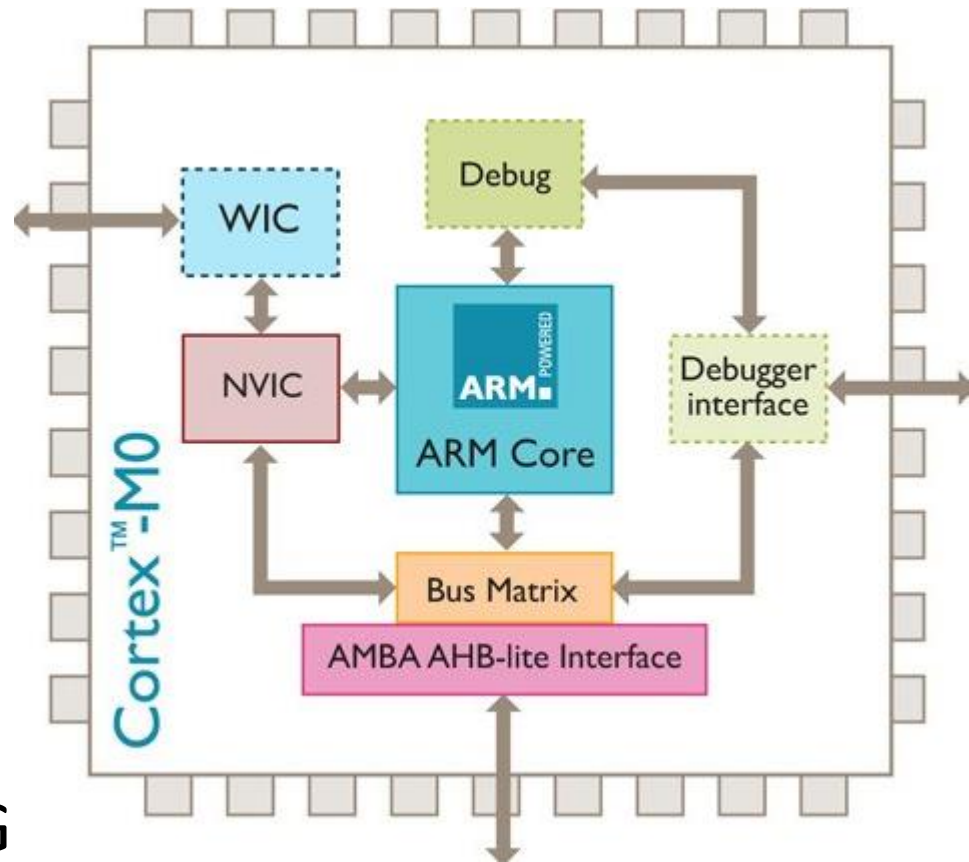 WIC
Debug
NVIC
ARM
POWERED
ARM Core
Debugger
interface
Bus Matrix
AMBA AHB-lite Interface
Cortex™-M0
G